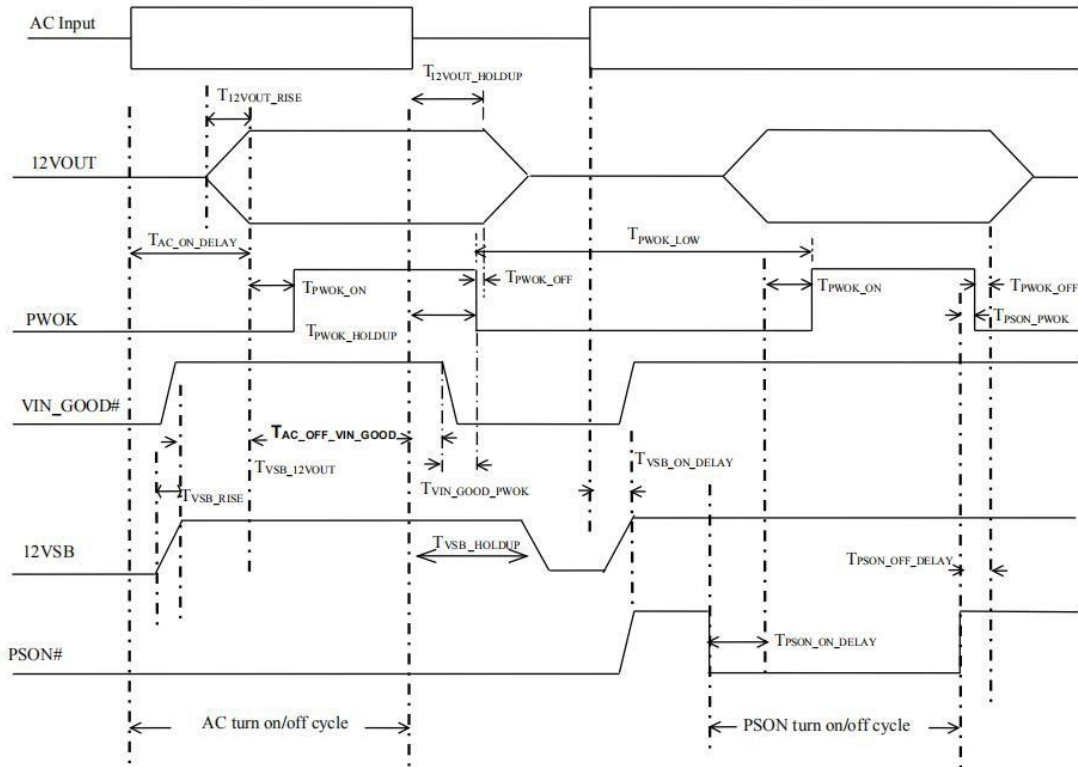 AC Input
T12VOUT_HOLDUP
T12VOUT_RISE
12VOUT
TAC_ON_DELAY
TPWOK_LOW
TPWOK_ON
TPWOK_OFF
TPWOK_ON
TPWOK_OFF
PWOK
TPWOK_HOLDUP
TPSON_PWOK
VIN_GOOD#
TAC_OFF_VIN_GOOD
TVSB_12VOUT
TVSB_ON_DELAY
TVSB_RISE
TVIN_GOOD_PWOK
12VSB
TVSB_HOLDUP
TPSON_OFF_DELAY
PSON#
TPSON_ON_DELAY
AC turn on/off cycle
PSON turn on/off cycle